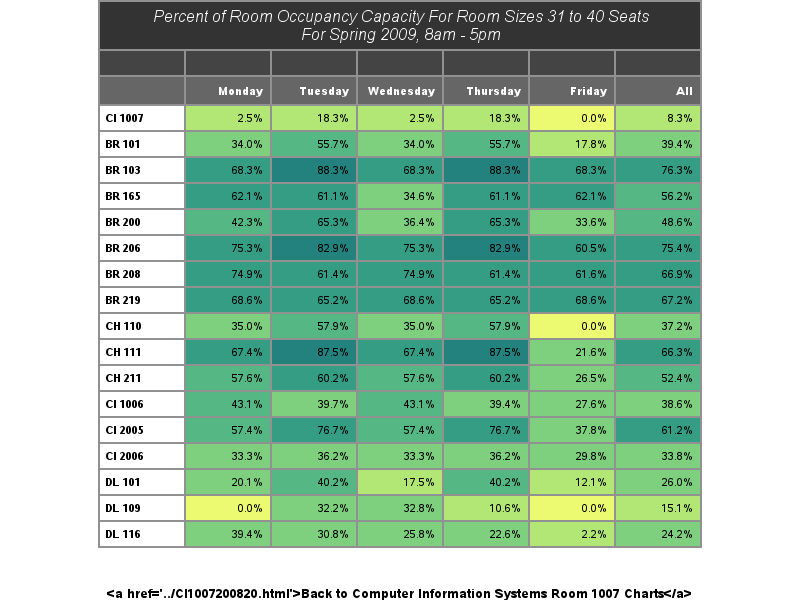 Percent of Room Occupancy Capacity For Room Sizes 31 to 40 Seats
For Spring 2009, 8am - 5pm
Monday Tuesday Wednesday Thursday Friday All
CI 1007 2.5% 18.3% 2.5% 18.3% 0.0% 8.3%
BR 101 34.0% 55.7% 34.0% 55.7% 17.8% 39.4%
BR 103 68.3% 88.3% 68.3% 88.3% 68.3% 76.3%
BR 165 62.1% 61.1% 34.6% 61.1% 62.1% 56.2%
BR 200 42.3% 65.3% 36.4% 65.3% 33.6% 48.6%
BR 206 75.3% 82.9% 75.3% 82.9% 60.5% 75.4%
BR 208 74.9% 61.4% 74.9% 61.4% 61.6% 66.9%
BR 219 68.6% 65.2% 68.6% 65.2% 68.6% 67.2%
CH 110 35.0% 57.9% 35.0% 57.9% 0.0% 37.2%
CH 111 67.4% 87.5% 67.4% 87.5% 21.6% 66.3%
CH 211 57.6% 60.2% 57.6% 60.2% 26.5% 52.4%
CI 1006 43.1% 39.7% 43.1% 39.4% 27.6% 38.6%
CI 2005 57.4% 76.7% 57.4% 76.7% 37.8% 61.2%
CI 2006 33.3% 36.2% 33.3% 36.2% 29.8% 33.8%
DL 101 20.1% 40.2% 17.5% 40.2% 12.1% 26.0%
DL 109 0.0% 32.2% 32.8% 10.6% 0.0% 15.1%
DL 116 39.4% 30.8% 25.8% 22.6% 2.2% 24.2%
<a href='../CI1007200820.html'>Back to Computer Information Systems Room 1007 Charts</a>